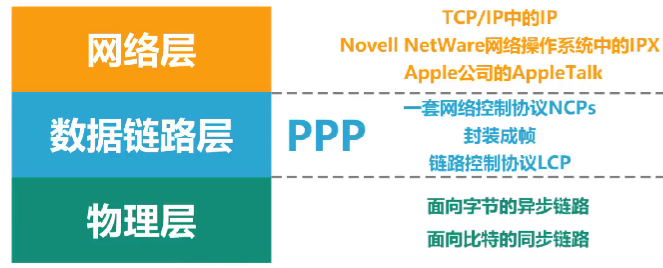 网络层
TCP/IP中的IP
Novell NetWare网络操作系统中的IPX
Apple公司的AppleTalk
数据链路层
PPP
一套网络控制协议NCPs
封装成帧
链路控制协议LCP
物理层
面向字节的异步链路
面向比特的同步链路